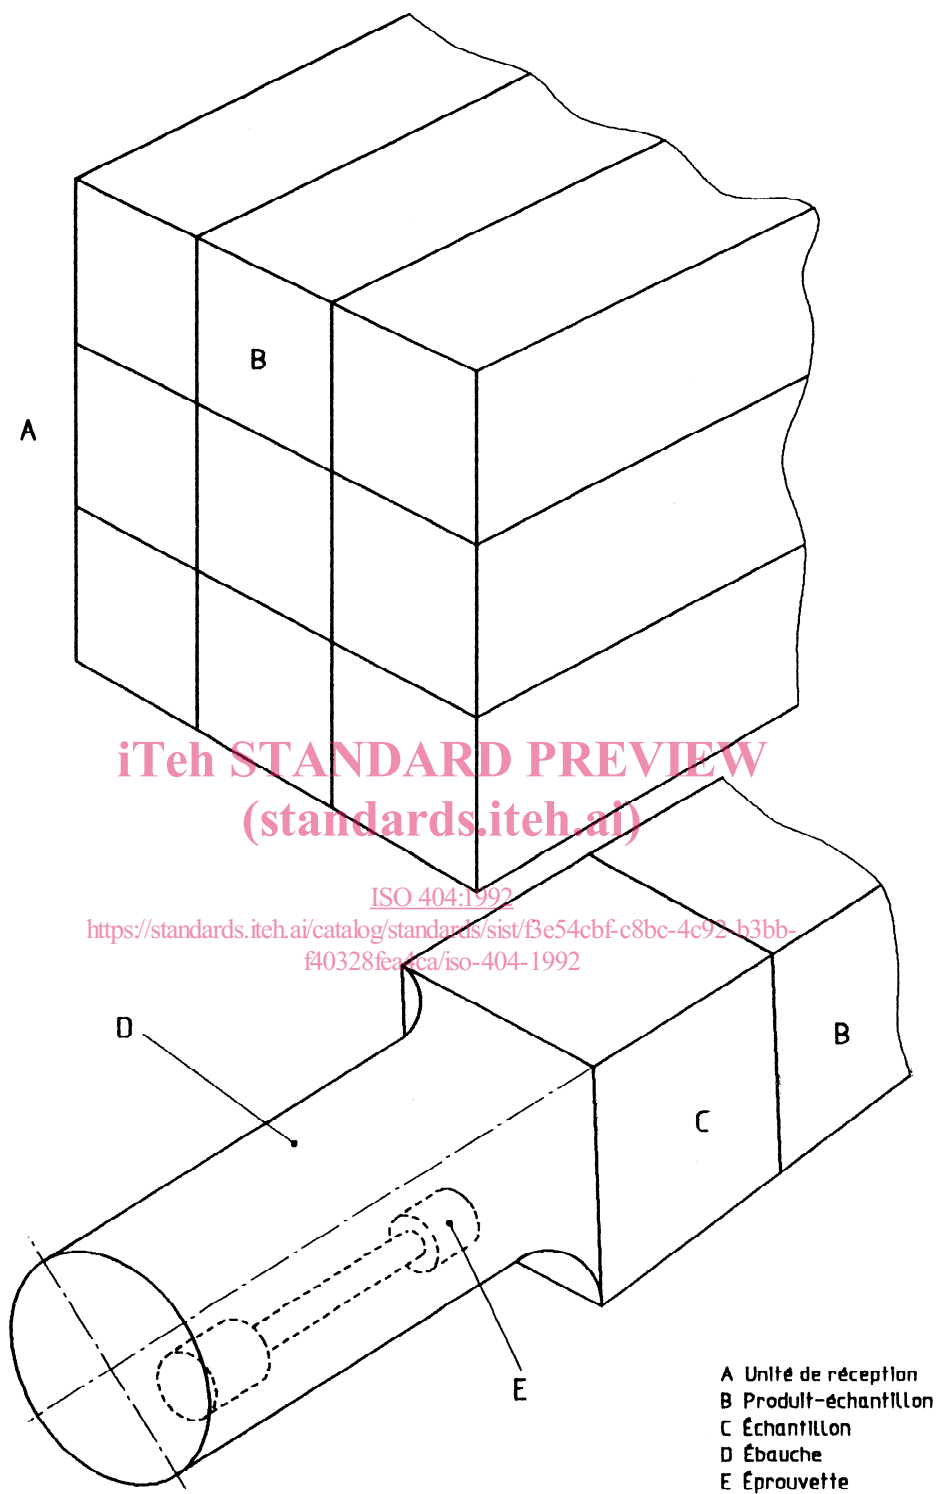 B
A
iTeh STANDARD PREVIEW
(standards.iteh.ai)
ISO 404:1992
https://standards.iteh.ai/catalog/standards/sist/f3e54cbf-c8bc-4c92-b3bb-
f40328fea4ca/iso-404-1992
D
B
C
E
A Unité de réception
B Produit-échantillon
C Échantillon
D Ébauche
E Éprouvette